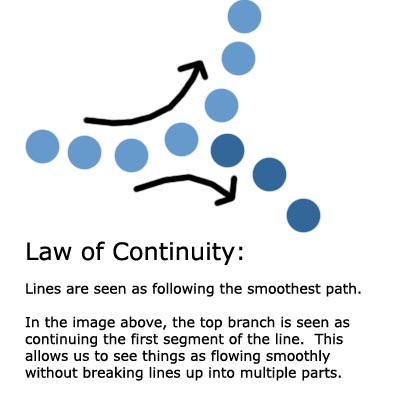 Law of Continuity:
Lines are seen as following the smoothest path.
In the image above, the top branch is seen as
continuing the first segment of the line.  This
allows us to see things as flowing smoothly
without breaking lines up into multiple parts.